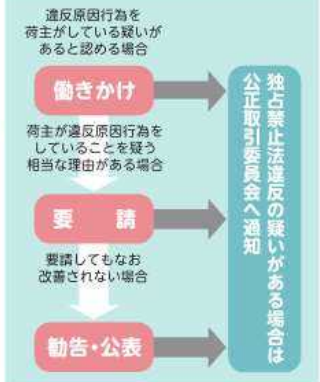 違反原因行為を
荷主がしている疑いが
あると認める場合
働きかけ
荷主が違反原因行為を
していることを疑う
相当な理由がある場合
要　請
要請してもなお
改善されない場合
勧告・公表
独占禁止法違反の疑いがある場合は
公正取引委員会へ通知